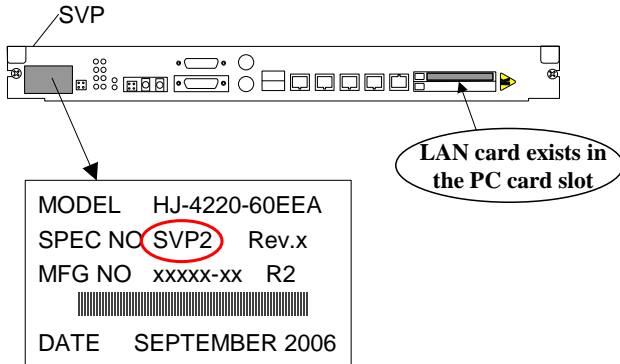 SVP
LAN card exists in
the PC card slot
MODEL HJ-4220-60EEA
SPEC NO SVP2 Rev.x
MFG NO xxxxx-xx R2
DATE SEPTEMBER 2006